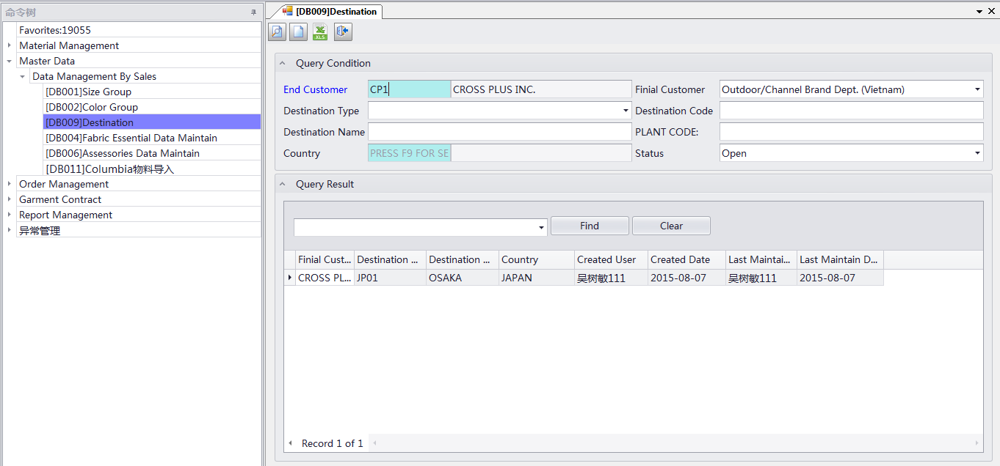 命令树
Favorites:19055
Material Management
Master Data
Data Management By Sales
[DB001]Size Group
[DB002]Color Group
[DB009]Destination
[DB004]Fabric Essential Data Maintain
[DB006]Assessories Data Maintain
[DB011]Columbia物料导入
Order Management
Garment Contract
Report Management
异常管理
[DB009]Destination
XLS
Query Condition
End Customer CP1 CROSS PLUS INC. Finial Customer Outdoor/Channel Brand Dept. (Vietnam)
Destination Type Destination Code
Destination Name PLANT CODE:
Country PRESS F9 FOR SE Status Open
Query Result
Find Clear
Finial Cust... Destination ... Destination ... Country Created User Created Date Last Maintai... Last Maintain D...
CROSS PL... JP01 OSAKA JAPAN 吴树敏111 2015-08-07 吴树敏111 2015-08-07
Record 1 of 1